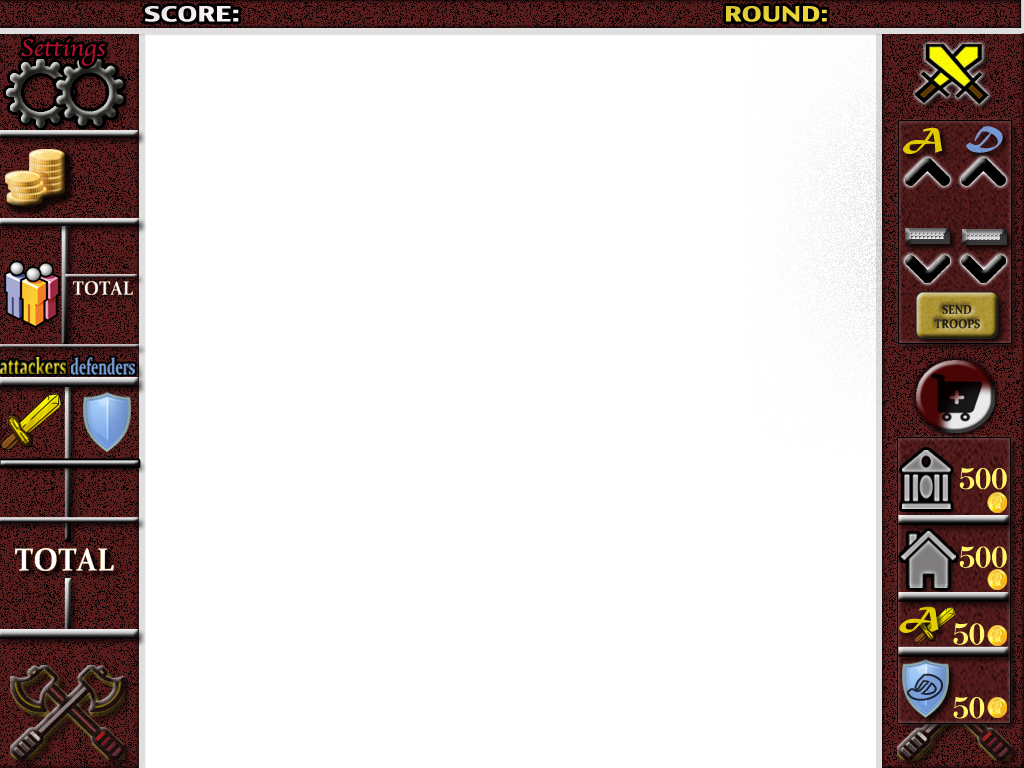 SCORE:
ROUND:
Settings
TOTAL
attackers defenders
TOTAL
A D
SEND
TROOPS
500
500
A 50
D 50